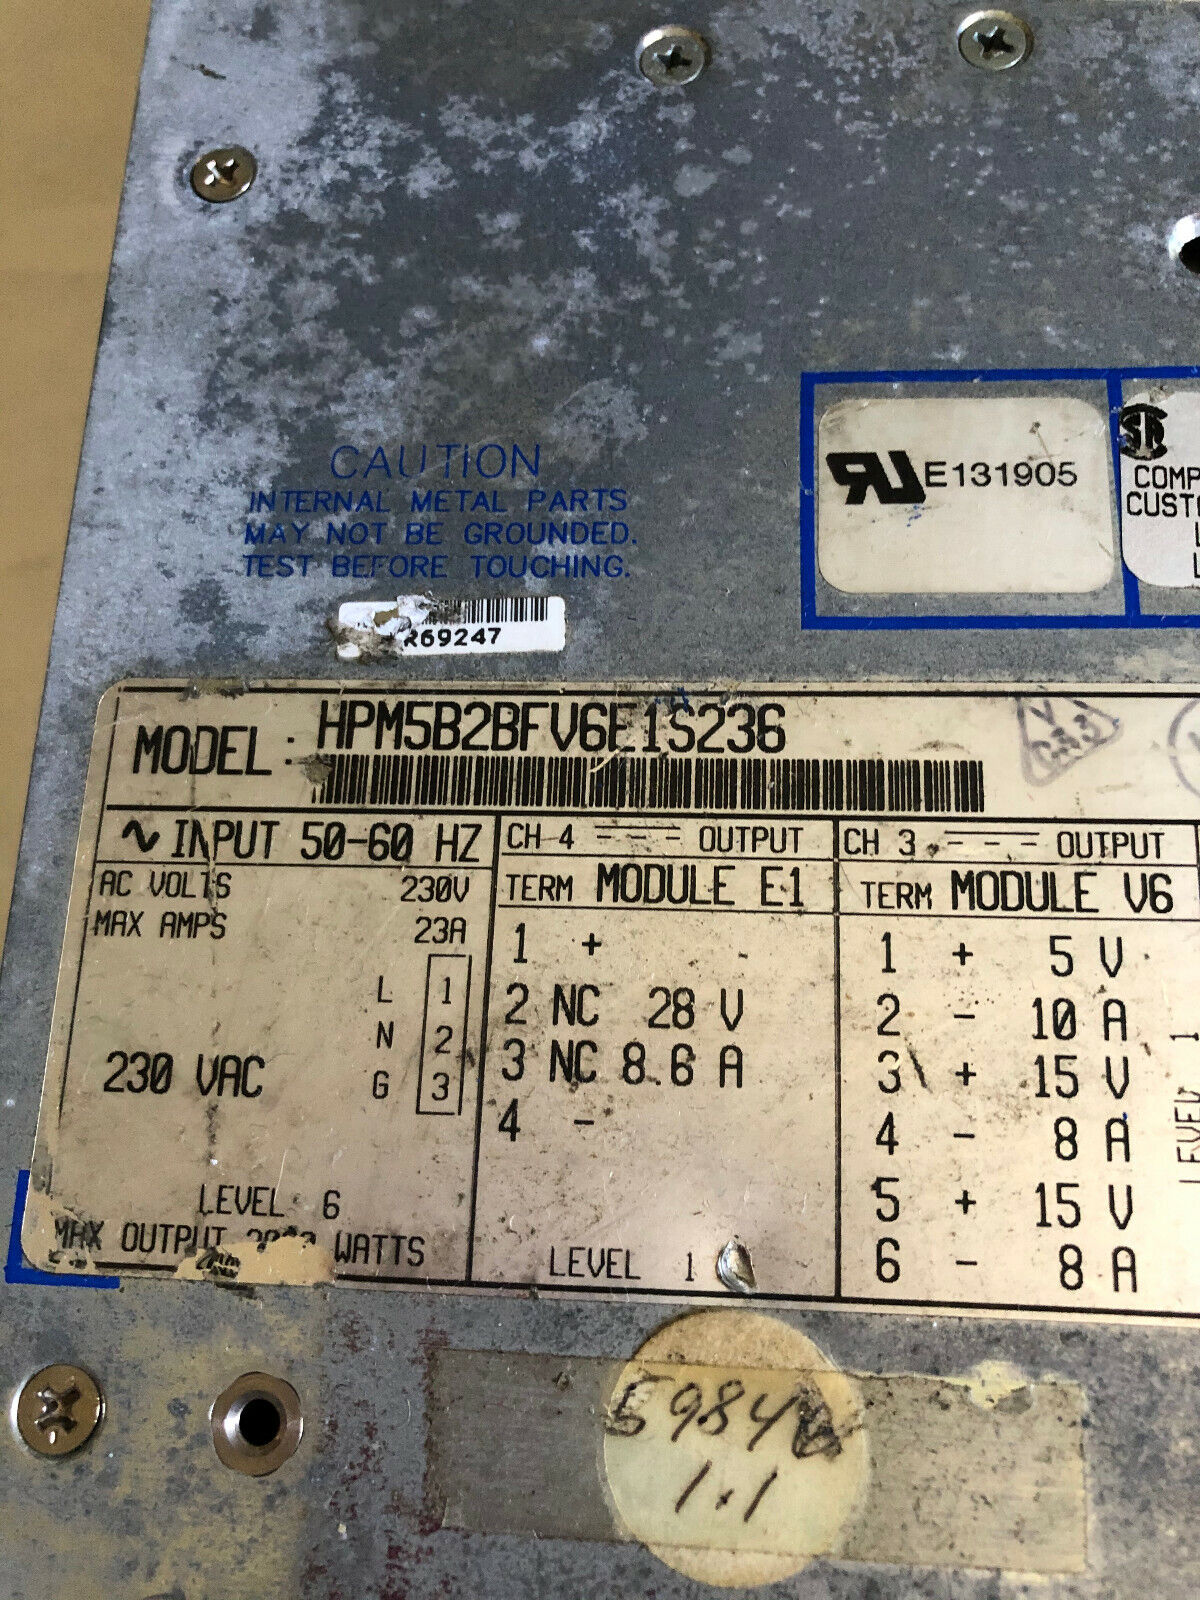 CAUTION
INTERNAL METAL PARTS
MAY NOT BE GROUNDED.
TEST BEFORE TOUCHING.
E131905
COMP
CUST
L
L
R69247
MODEL: HPM5B2BFV6E1S236
∿ INPUT 50-60 HZ
AC VOLTS 230V
MAX AMPS 23A
L 1
N 2
G 3
230 VAC
LEVEL 6
MAX OUTPUT WATTS
CH 4 OUTPUT
TERM MODULE E1
1 +
2 NC 28 V
3 NC 8.6 A
4 -
LEVEL 1
CH 3 OUTPUT
TERM MODULE V6
1 + 5 V
2 - 10 A
3 + 15 V
4 - 8 A
5 + 15 V
6 - 8 A
LEVEL 1
5984
1.1